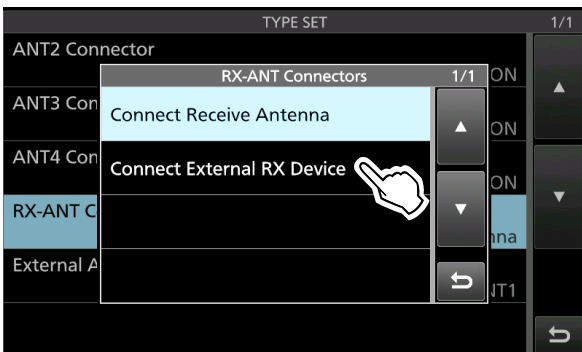 TYPE SET 1/1
ANT2 Connector
ON
RX-ANT Connectors 1/1
Connect Receive Antenna
Connect External RX Device
ANT3 Con
ON
ANT4 Con
ON
RX-ANT C
nna
External A
NT1